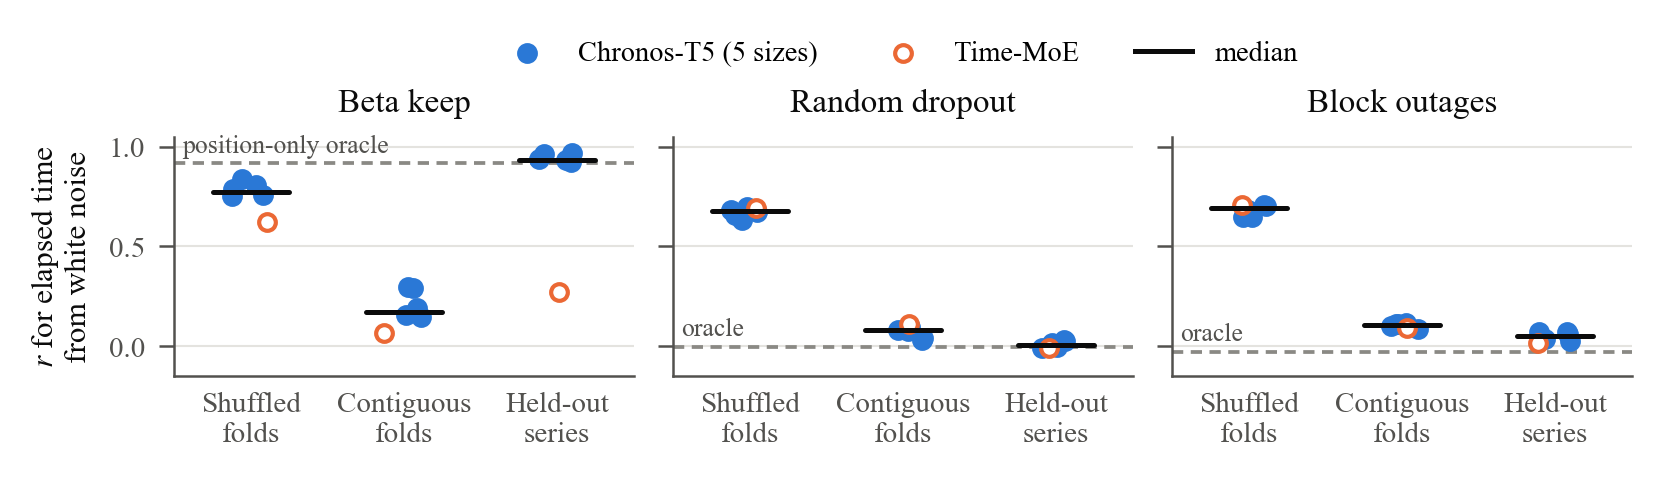 Chronos-T5 (5 sizes) Time-MoE median
Beta keep Random dropout Block outages
r for elapsed time
from white noise
1.0
0.5
0.0
position-only oracle
oracle
oracle
Shuffled Contiguous Held-out Shuffled Contiguous Held-out Shuffled Contiguous Held-out
folds folds series folds folds series folds folds series